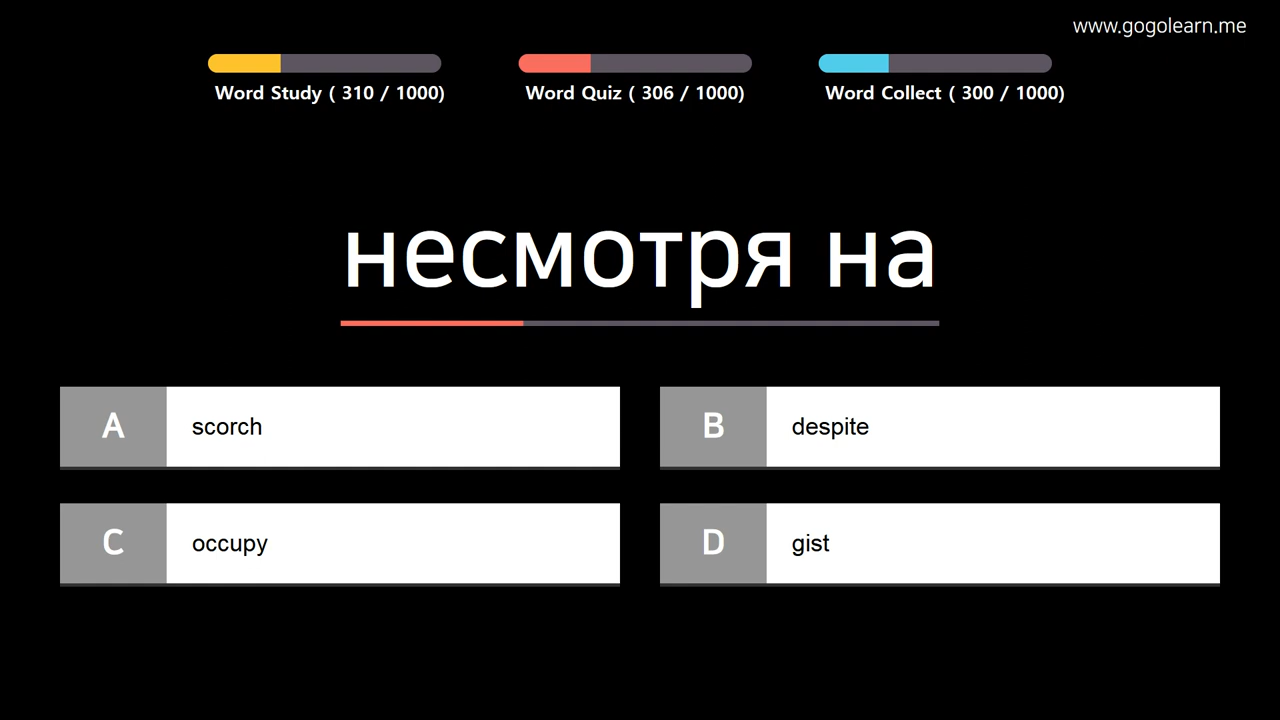 www.gogolearn.me
Word Study ( 310 / 1000)
Word Quiz ( 306 / 1000)
Word Collect ( 300 / 1000)
несмотря на
A scorch
B despite
C occupy
D gist